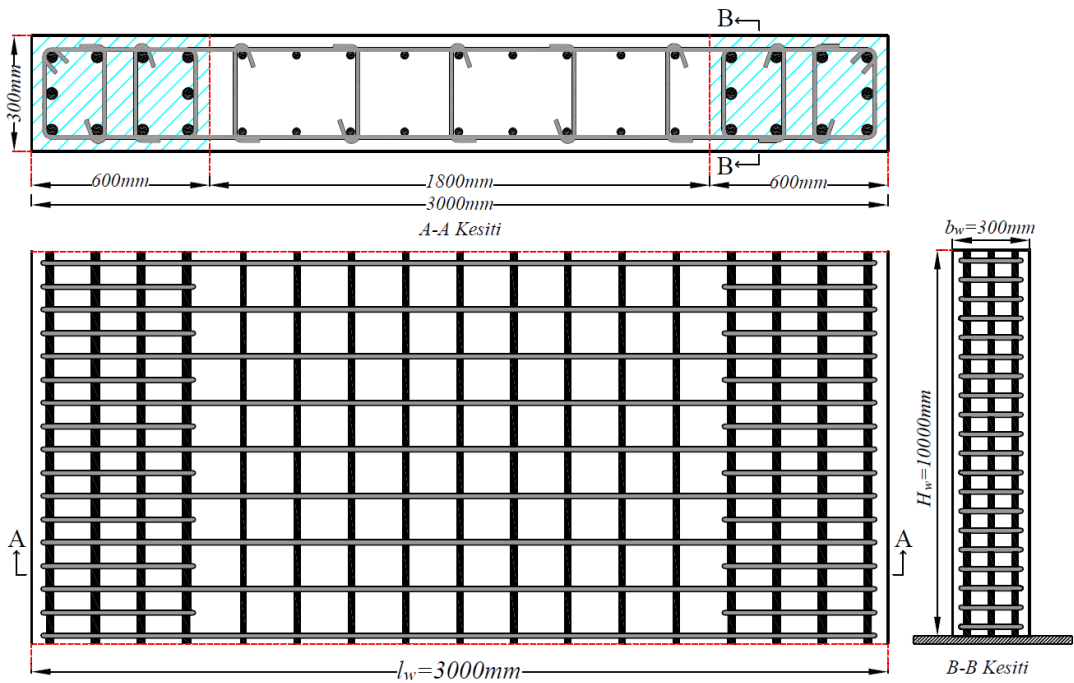 B
300mm
B
600mm
1800mm
600mm
3000mm
A-A Kesiti
bw=300mm
Hw=10000mm
A
A
lw=3000mm
B-B Kesiti